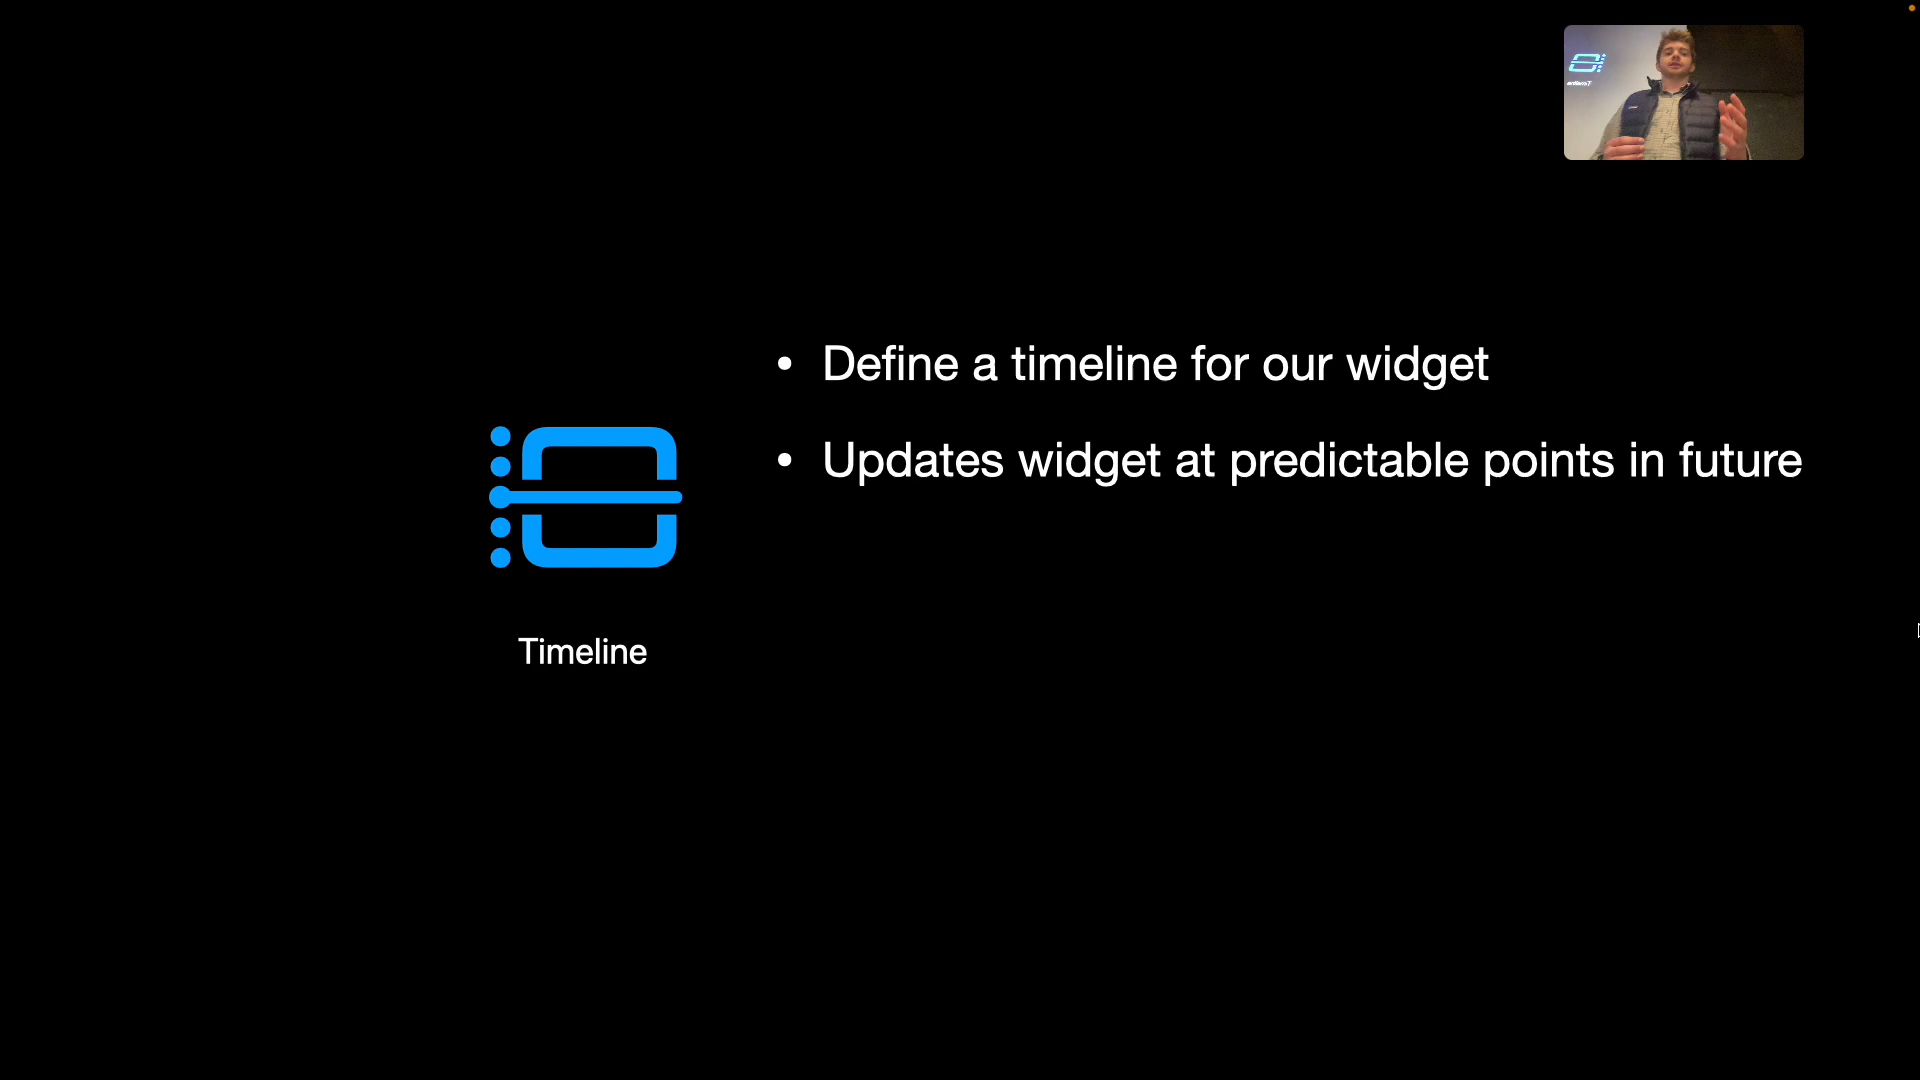 • Define a timeline for our widget
• Updates widget at predictable points in future
Timeline